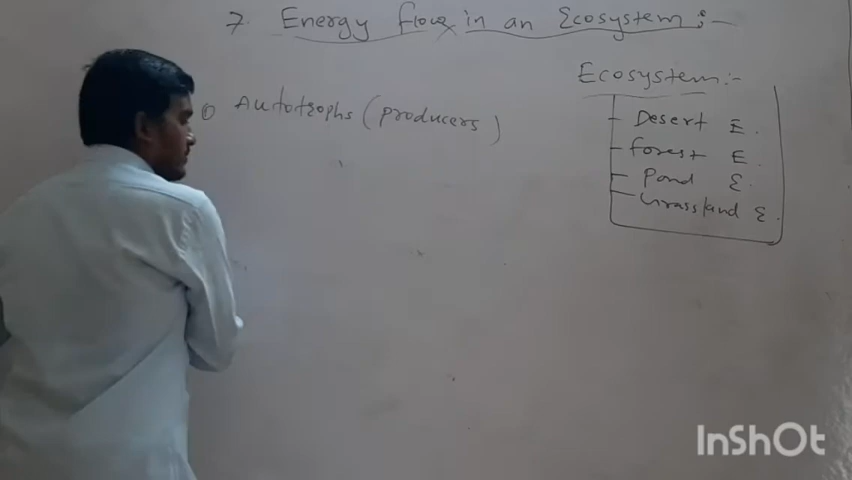 7. Energy flow in an Ecosystem :-
① Autotrophs (producers)
Ecosystem :-
Desert E.
forest E.
Pond E.
Grassland E.
InShOt